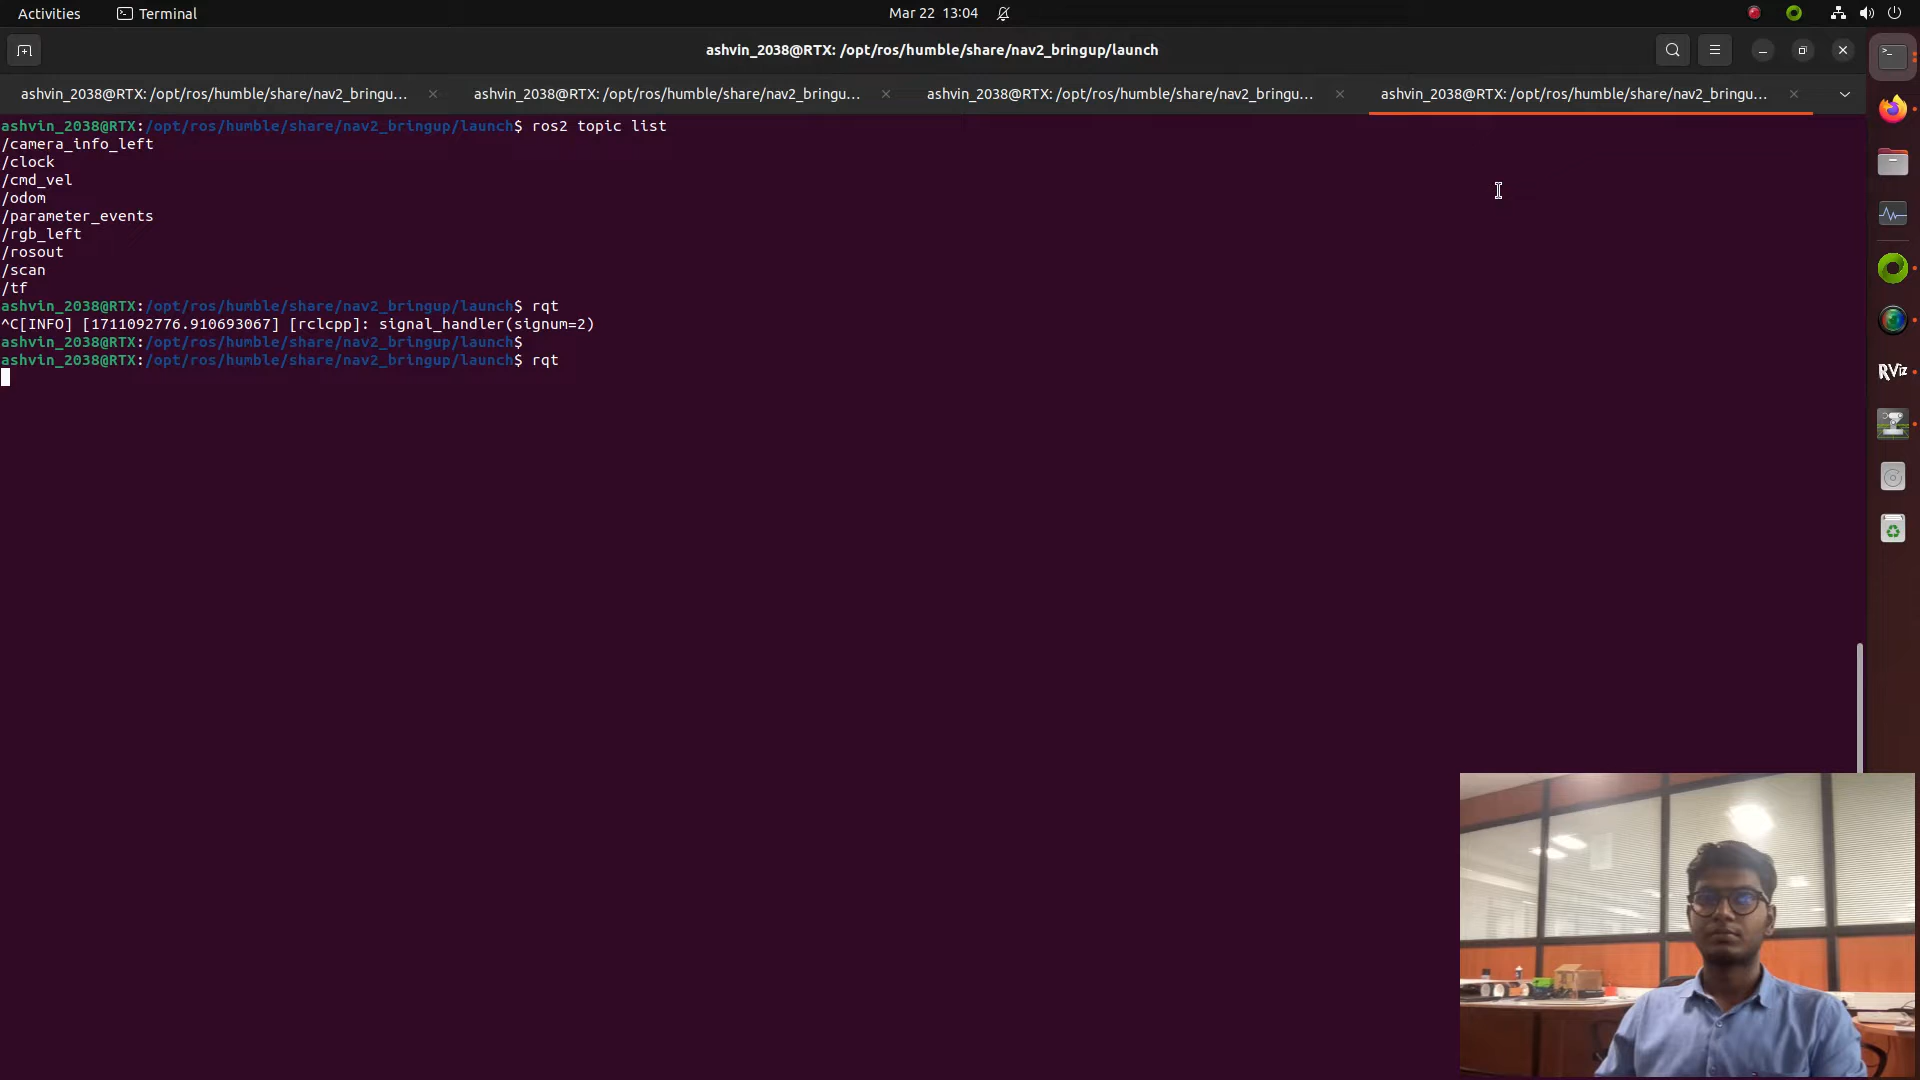 Activities
Terminal
Mar 22 13:04
ashvin_2038@RTX: /opt/ros/humble/share/nav2_bringup/launch
ashvin_2038@RTX: /opt/ros/humble/share/nav2_bringu...
ashvin_2038@RTX: /opt/ros/humble/share/nav2_bringu...
ashvin_2038@RTX: /opt/ros/humble/share/nav2_bringu...
ashvin_2038@RTX: /opt/ros/humble/share/nav2_bringu...
ashvin_2038@RTX:/opt/ros/humble/share/nav2_bringup/launch$ ros2 topic list
/camera_info_left
/clock
/cmd_vel
/odom
/parameter_events
/rgb_left
/rosout
/scan
/tf
ashvin_2038@RTX:/opt/ros/humble/share/nav2_bringup/launch$ rqt
^C[INFO] [1711092776.910693067] [rclcpp]: signal_handler(signum=2)
ashvin_2038@RTX:/opt/ros/humble/share/nav2_bringup/launch$
ashvin_2038@RTX:/opt/ros/humble/share/nav2_bringup/launch$ rqt
RViz